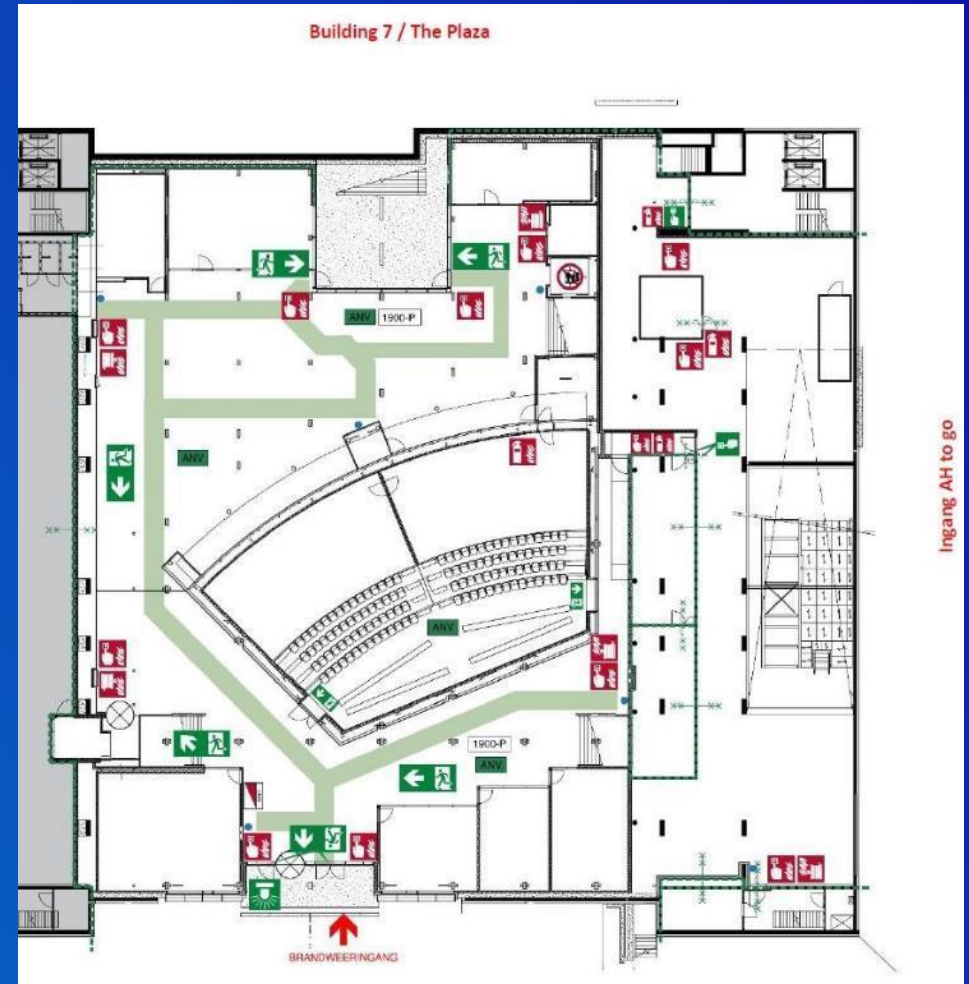 Building 7 / The Plaza
ANV 1900-P
ANV
Ingang AH to go
ANV
1900-P
ANV
BRANDWEERINGANG